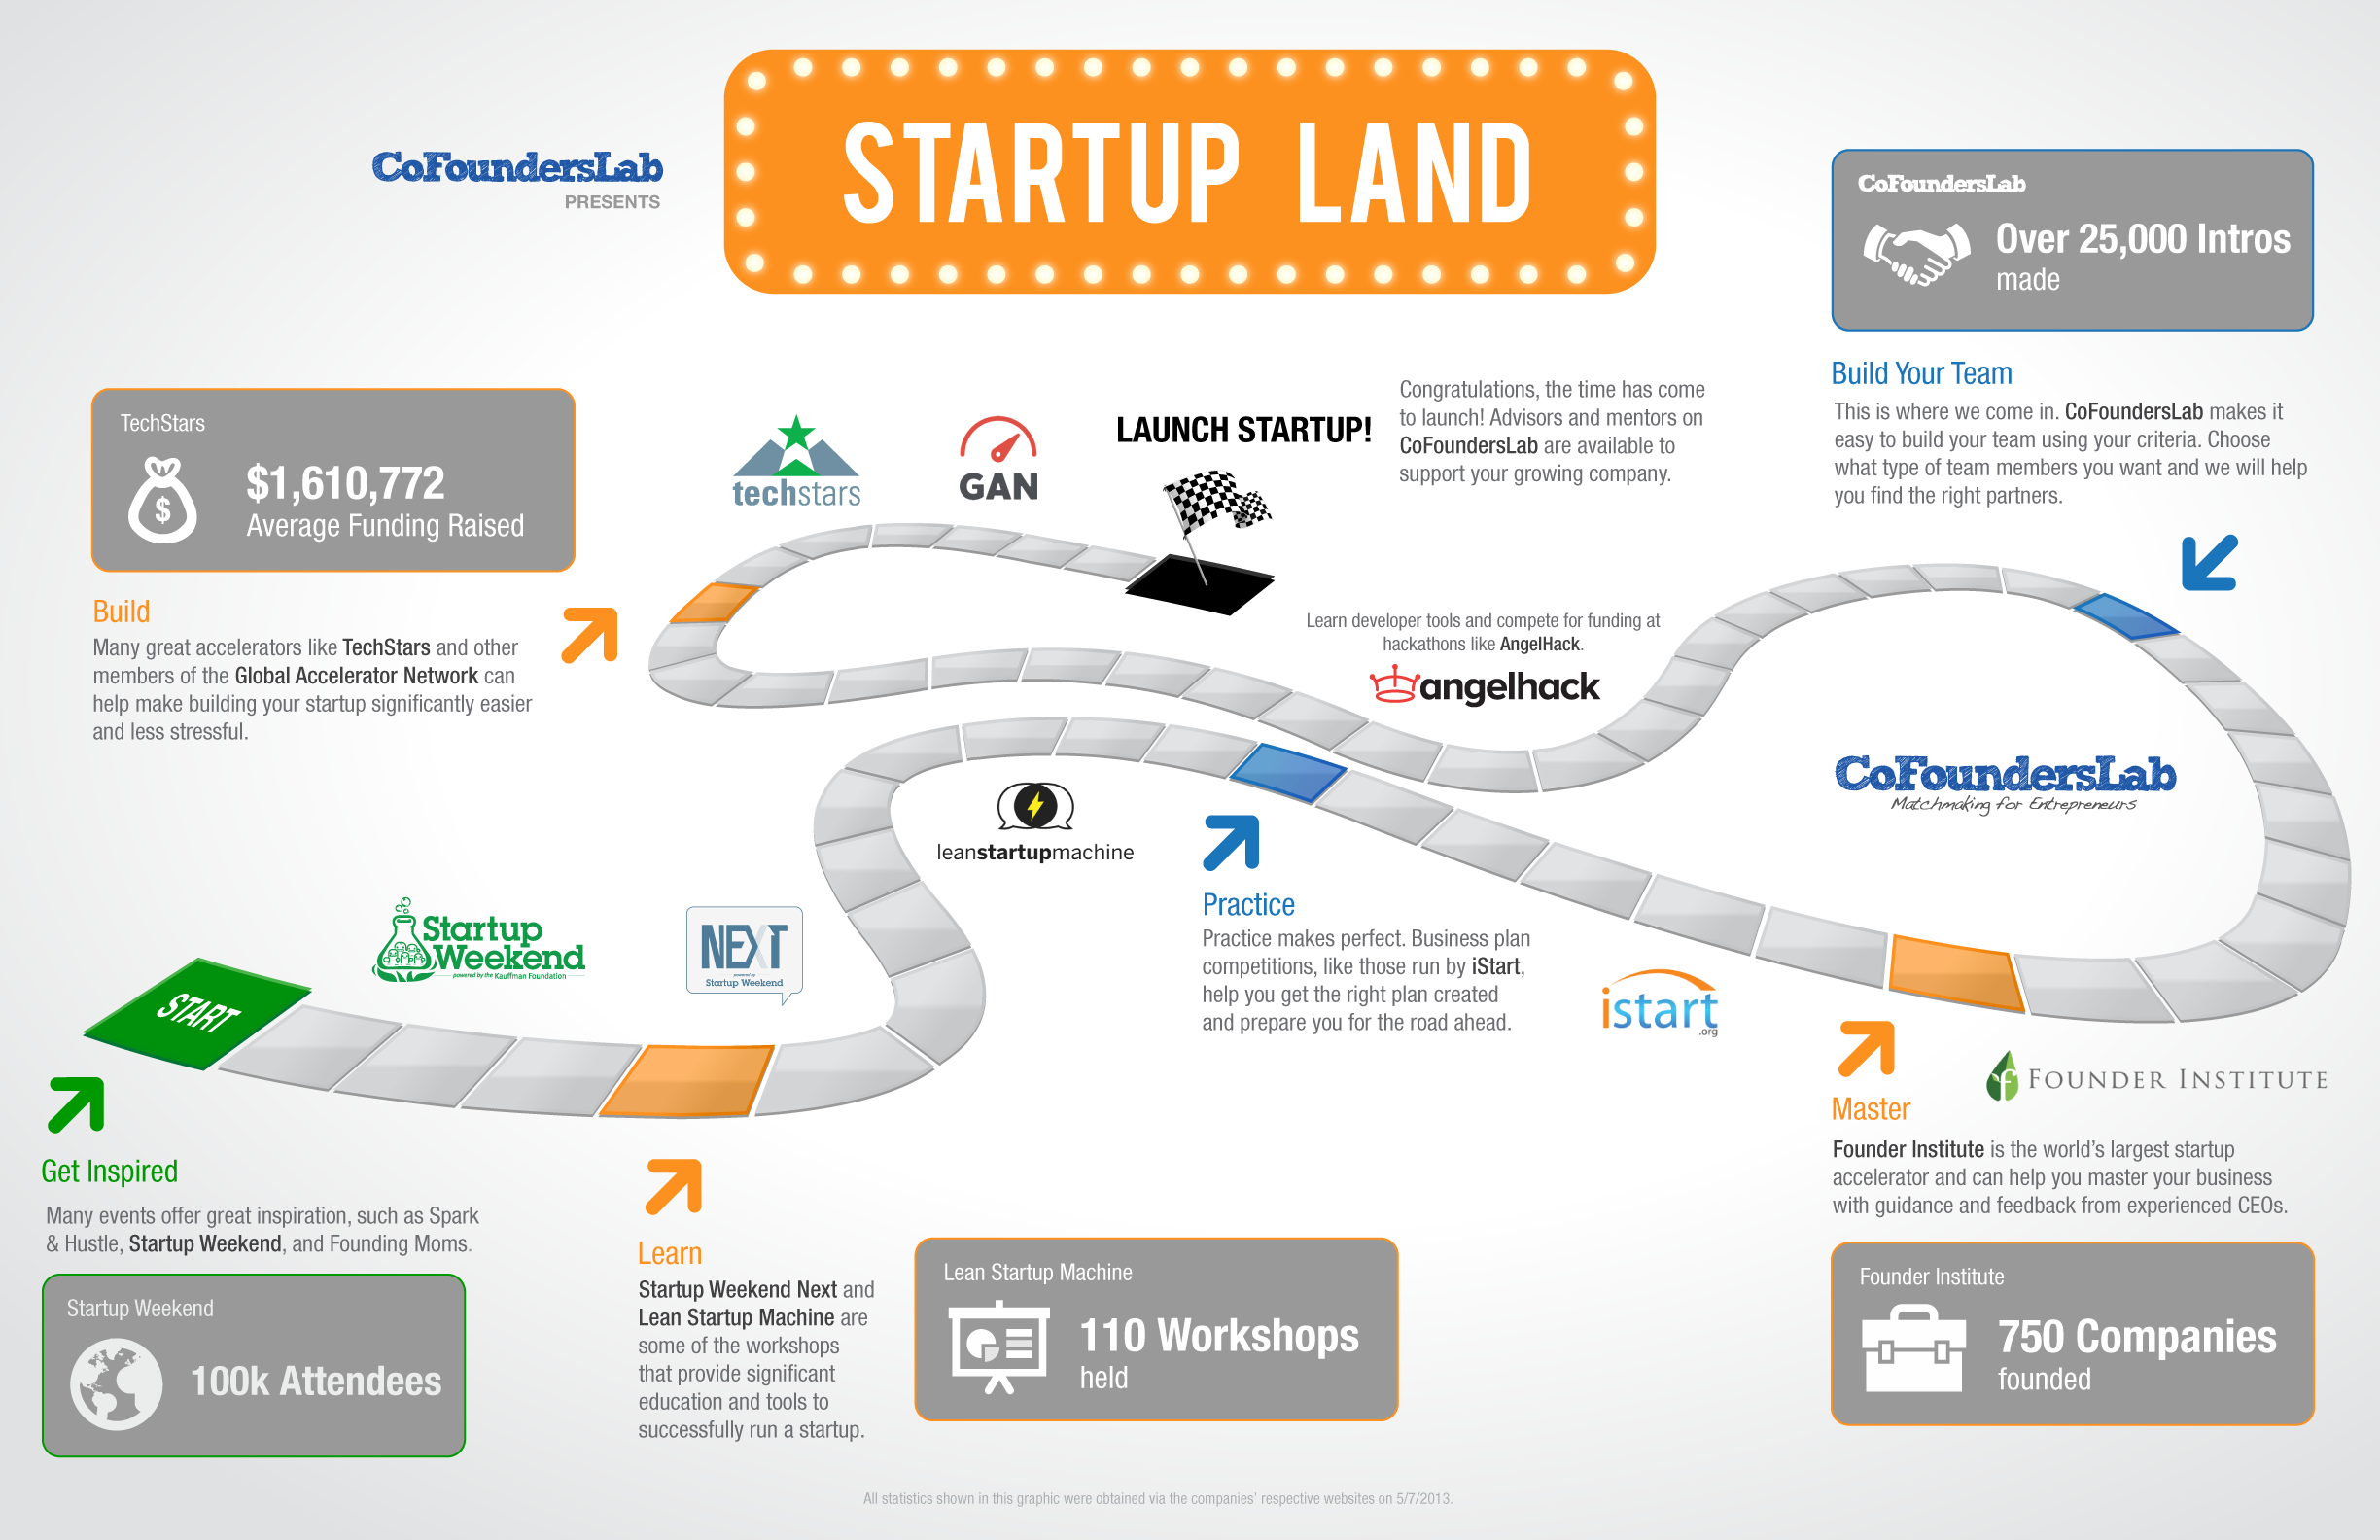 CoFoundersLab
PRESENTS
STARTUP LAND
CoFoundersLab
Over 25,000 Intros
made
Build Your Team
This is where we come in. CoFoundersLab makes it
easy to build your team using your criteria. Choose
what type of team members you want and we will help
you find the right partners.
TechStars
$
$1,610,772
Average Funding Raised
Build
Many great accelerators like TechStars and other
members of the Global Accelerator Network can
help make building your startup significantly easier
and less stressful.
techstars
GAN
LAUNCH STARTUP!
Congratulations, the time has come
to launch! Advisors and mentors on
CoFoundersLab are available to
support your growing company.
Learn developer tools and compete for funding at
hackathons like AngelHack.
angelhack
CoFoundersLab
Matchmaking for Entrepreneurs
leanstartupmachine
Startup
Weekend
powered by the Kauffman Foundation
NEXT
powered by
Startup Weekend
START
Practice
Practice makes perfect. Business plan
competitions, like those run by iStart,
help you get the right plan created
and prepare you for the road ahead.
istart
.org
Get Inspired
Many events offer great inspiration, such as Spark
& Hustle, Startup Weekend, and Founding Moms.
Startup Weekend
100k Attendees
Learn
Startup Weekend Next and
Lean Startup Machine are
some of the workshops
that provide significant
education and tools to
successfully run a startup.
Lean Startup Machine
110 Workshops
held
FOUNDER INSTITUTE
Master
Founder Institute is the world's largest startup
accelerator and can help you master your business
with guidance and feedback from experienced CEOs.
Founder Institute
750 Companies
founded
All statistics shown in this graphic were obtained via the companies' respective websites on 5/7/2013.